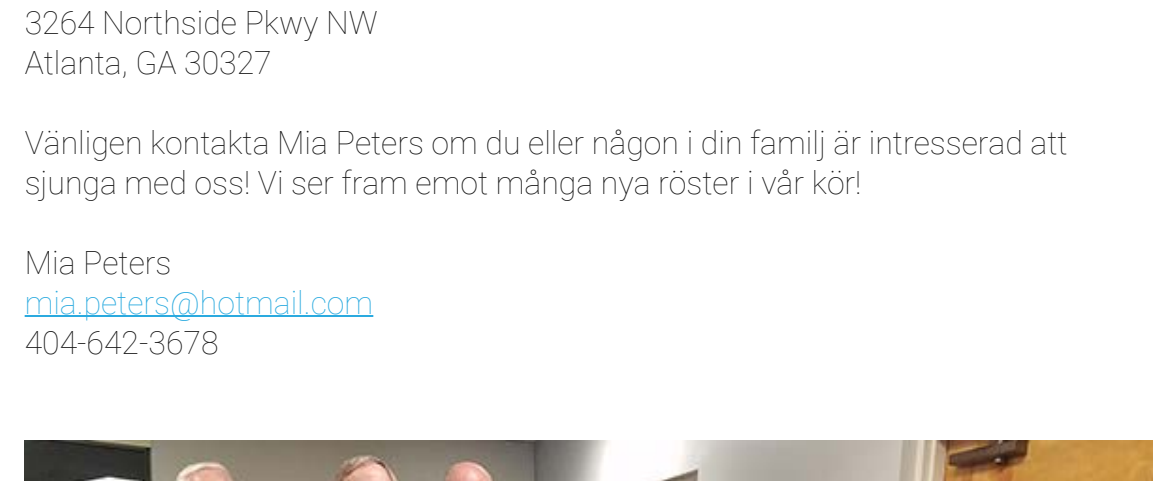 3264 Northside Pkwy NW
Atlanta, GA 30327
Vänligen kontakta Mia Peters om du eller någon i din familj är intresserad att
sjunga med oss! Vi ser fram emot många nya röster i vår kör!
Mia Peters
mia.peters@hotmail.com
404-642-3678